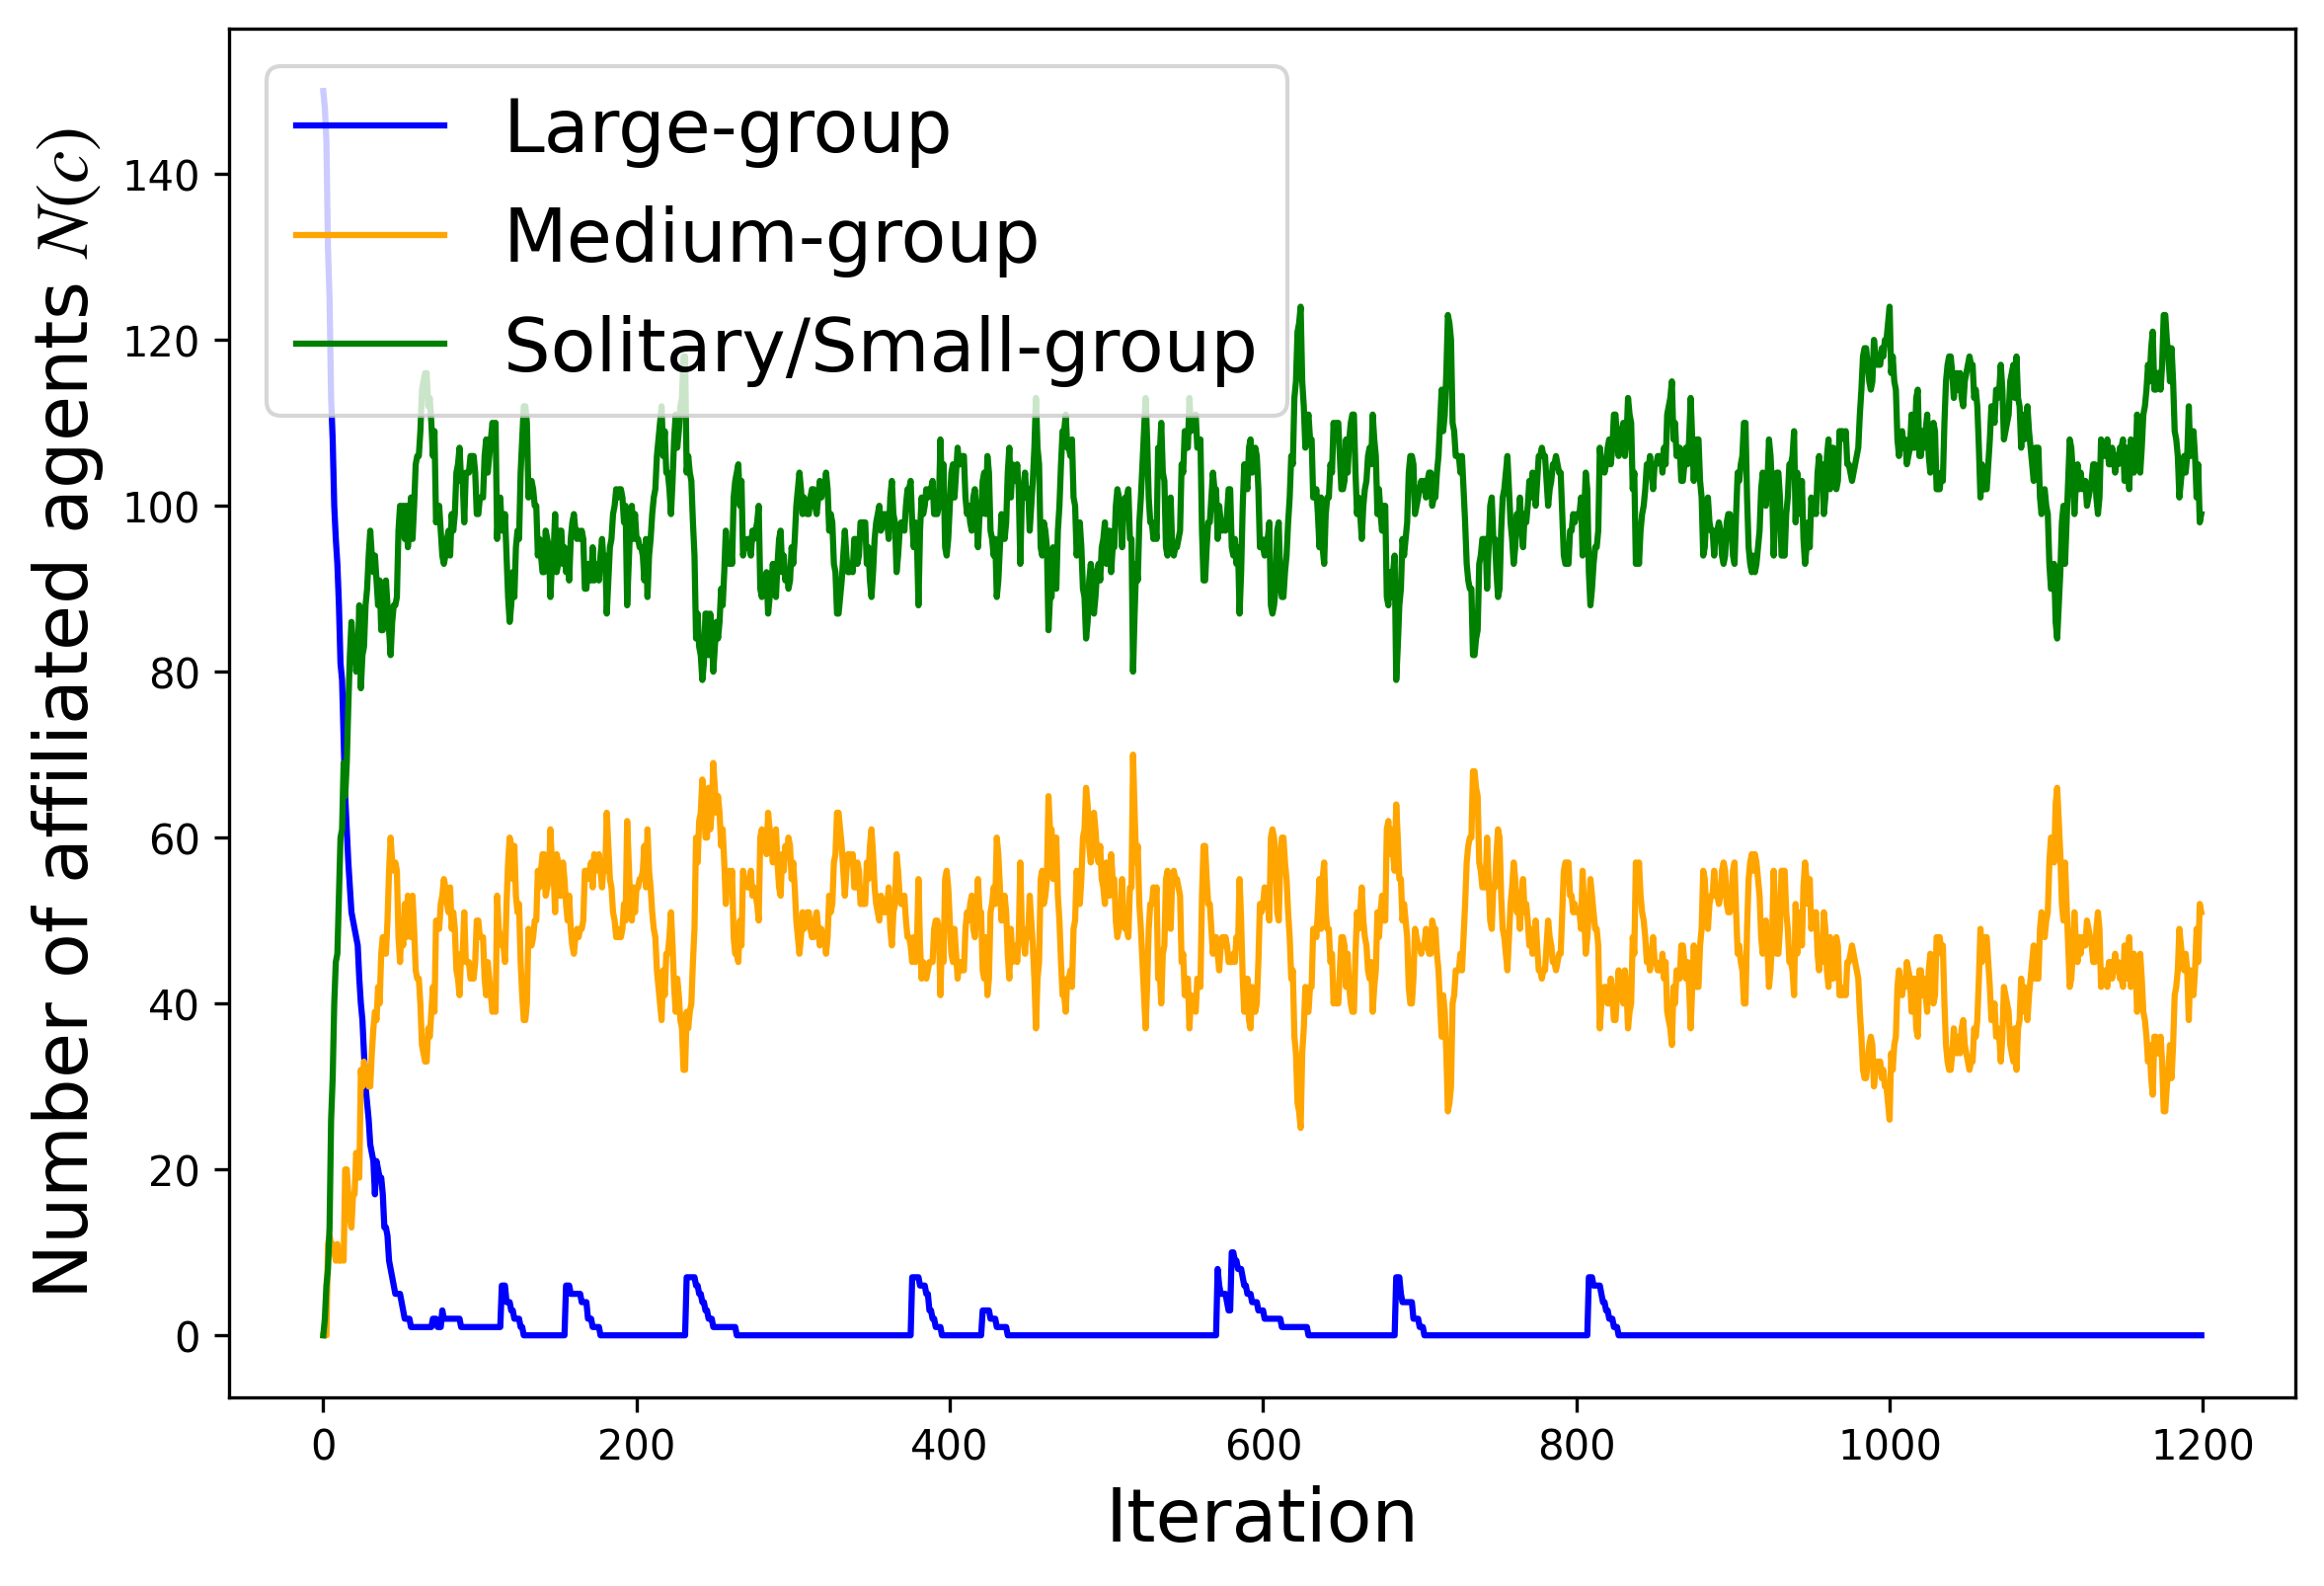 Number of affiliated agents N(c)
140
120
100
80
60
40
20
0
Large-group
Medium-group
Solitary/Small-group
0 200 400 600 800 1000 1200
Iteration